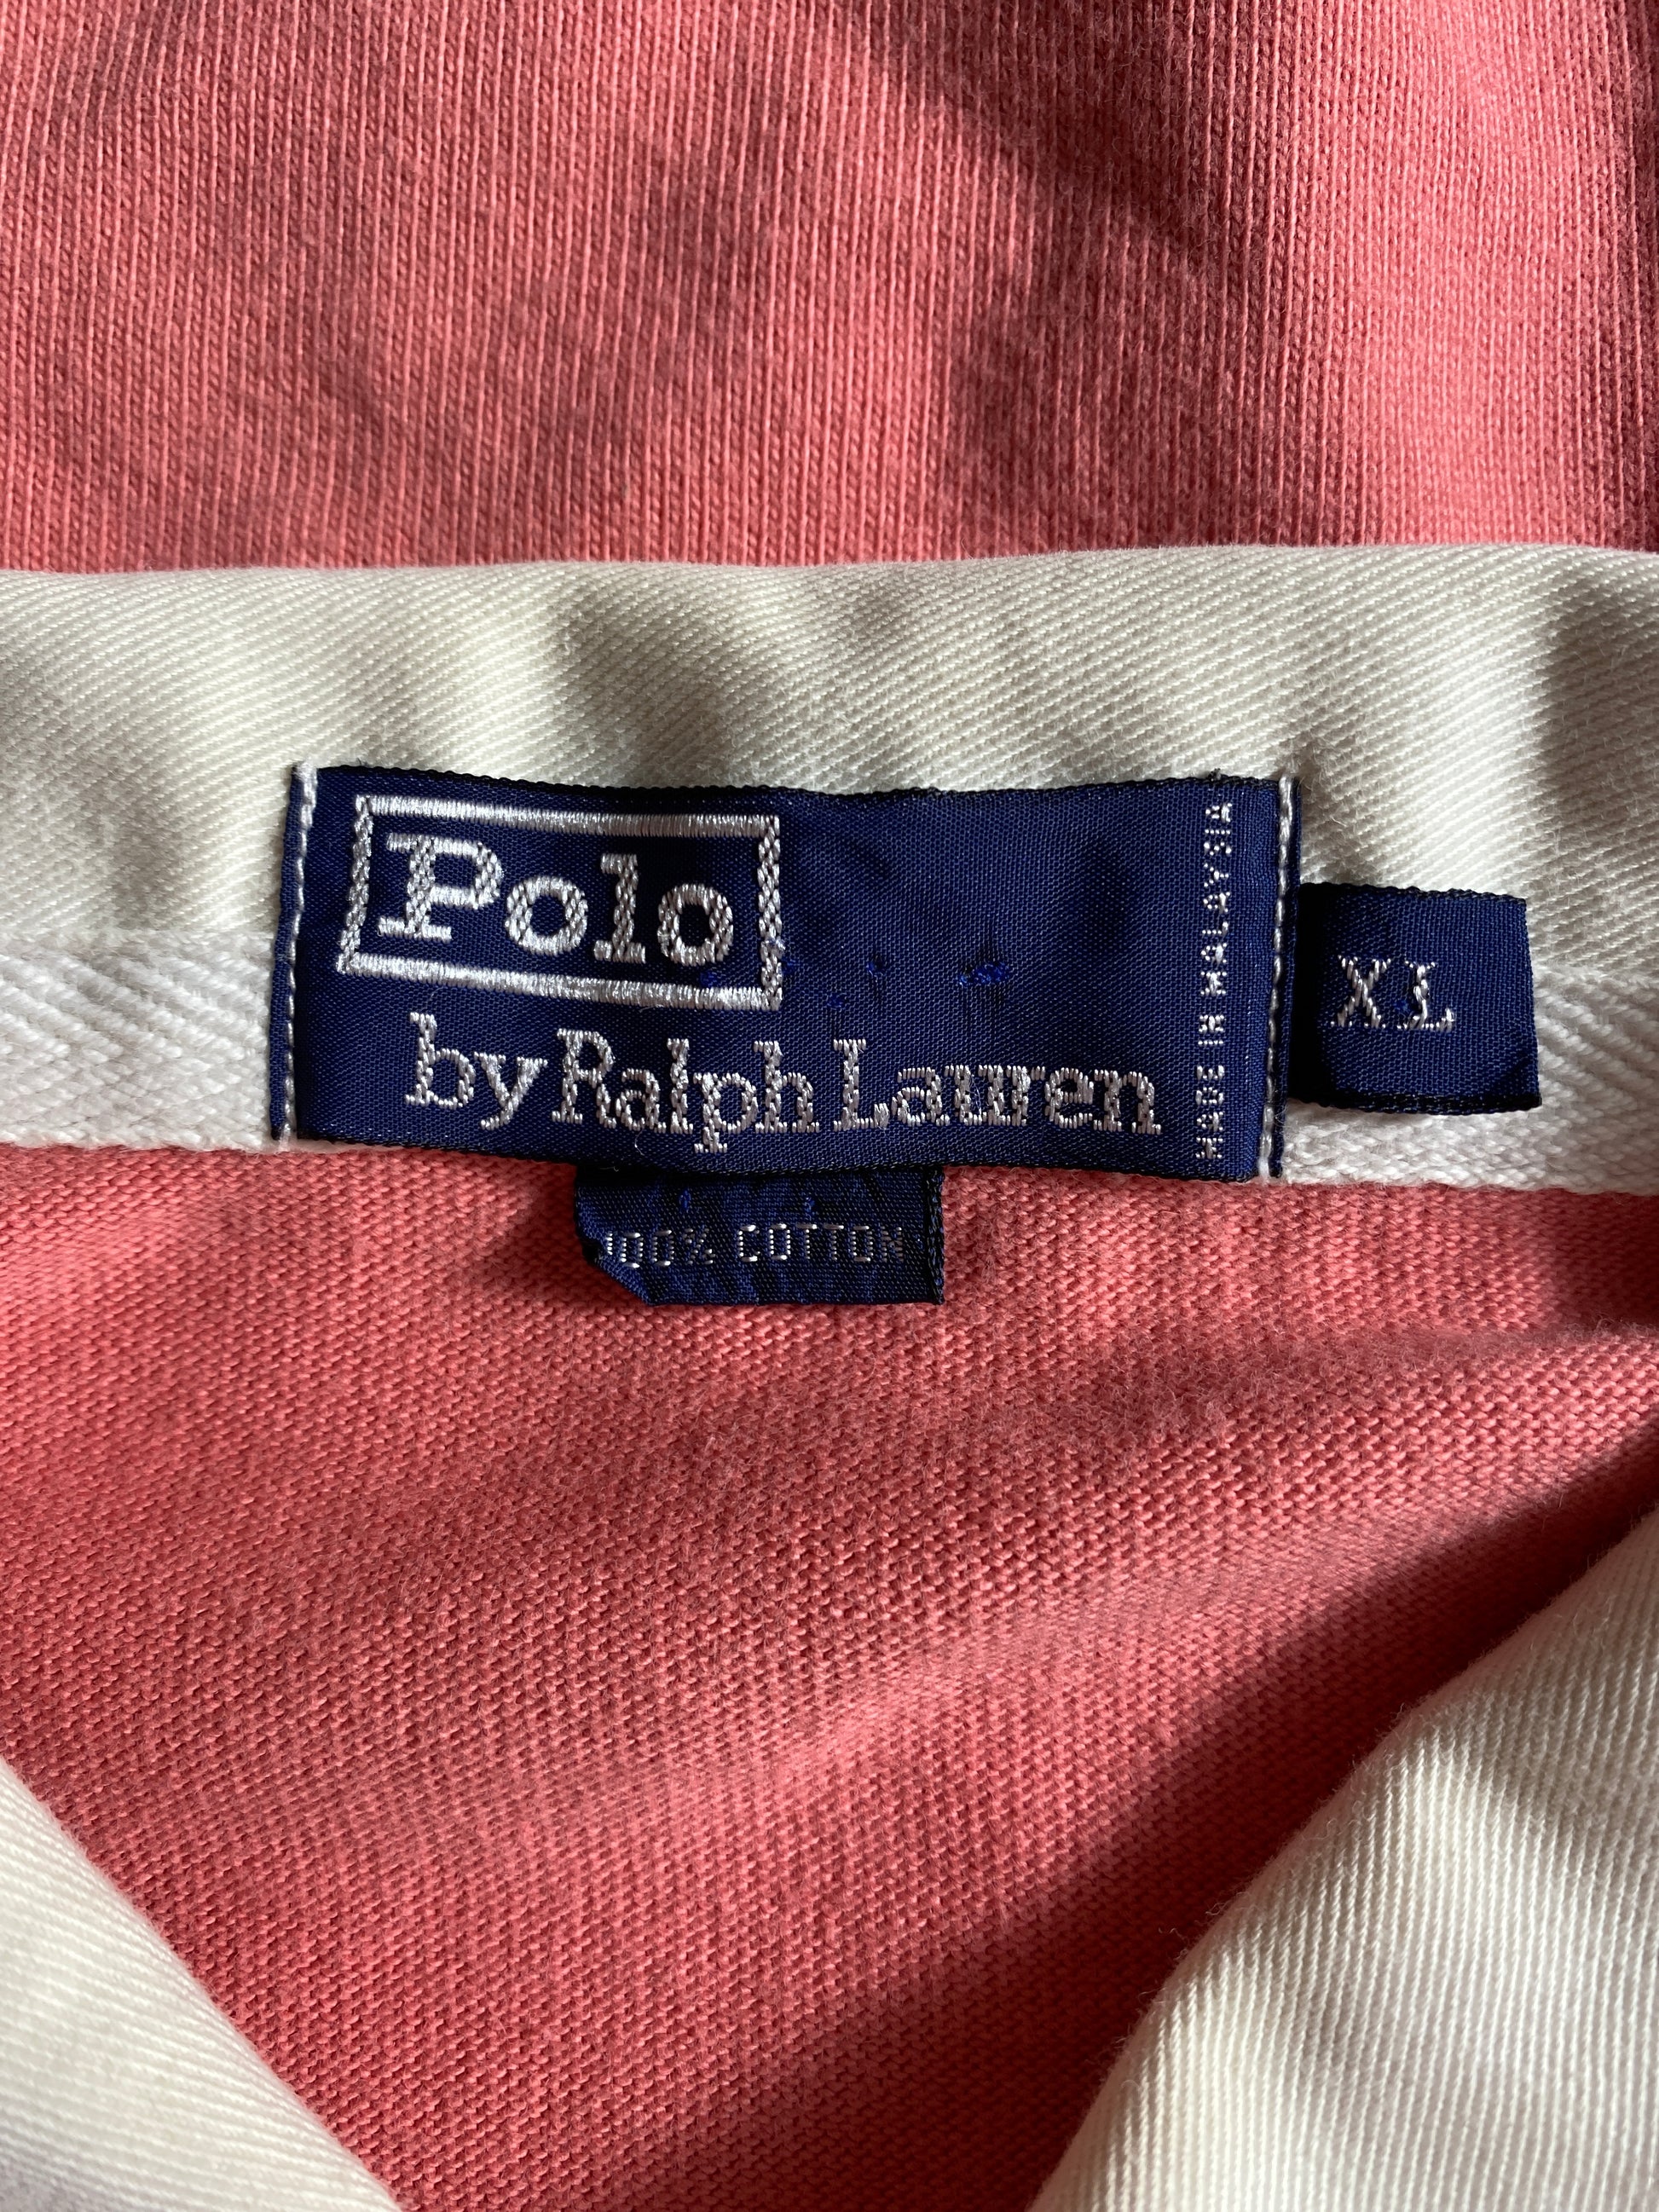 Polo
by Ralph Lauren
MADE IN MALAYSIA
XL
100% COTTON